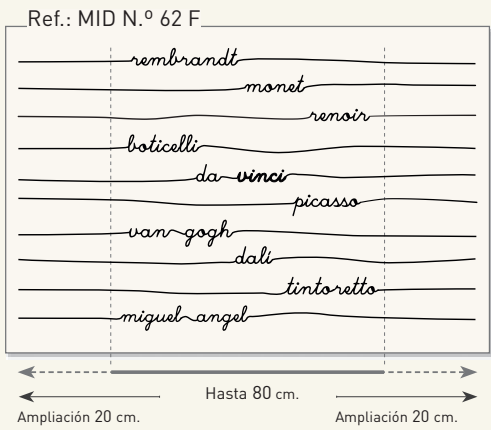 Ref.: MID N.º 62 F
rembrandt
monet
renoir
boticelli
da vinci
picasso
van gogh
dalí
tintoretto
miguel angel
Hasta 80 cm.
Ampliación 20 cm. Ampliación 20 cm.